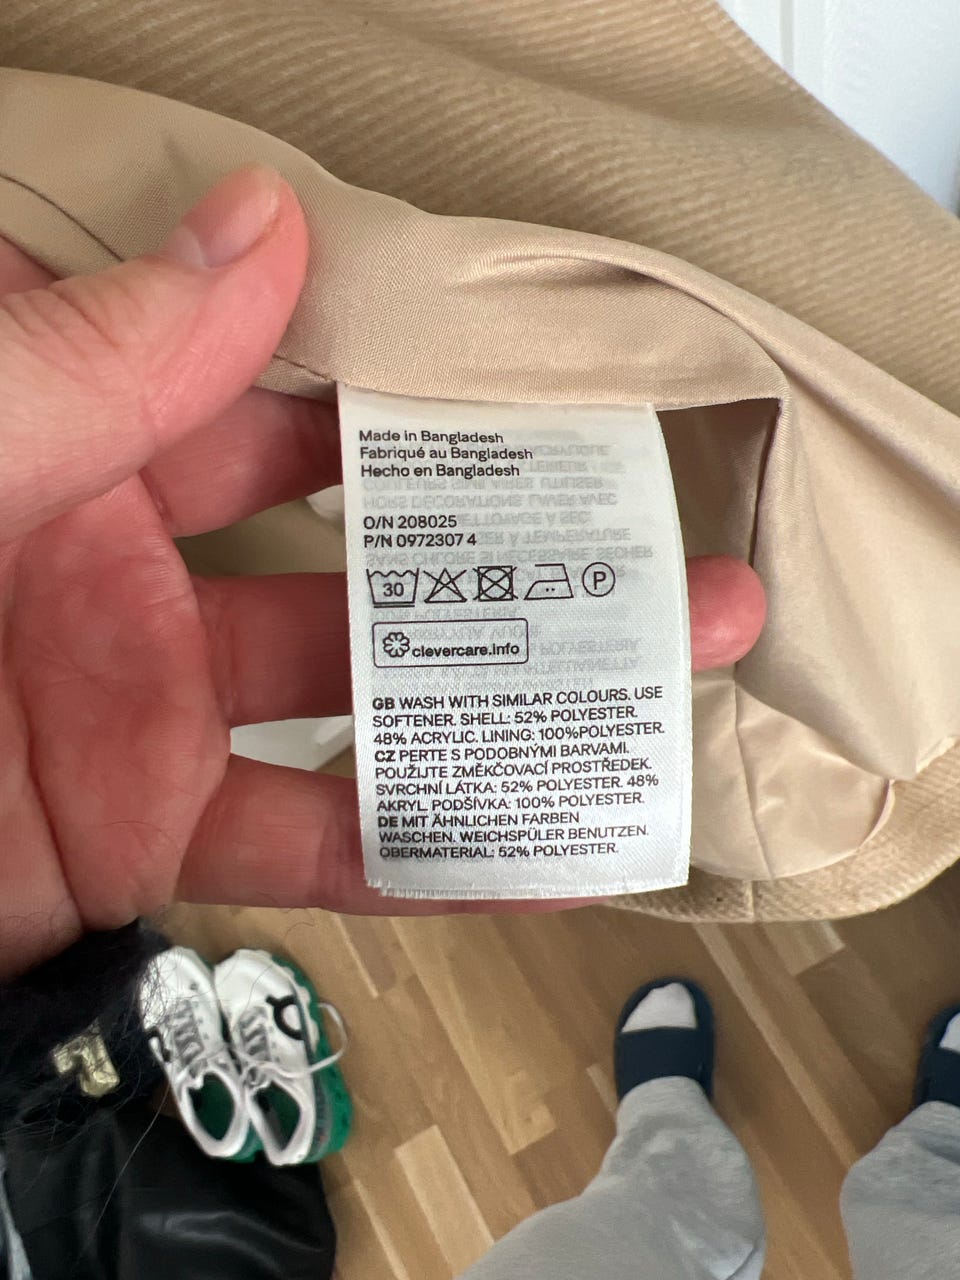 Made in Bangladesh
Fabriqué au Bangladesh
Hecho en Bangladesh
O/N 208025
P/N 0972307 4
30
P
clevercare.info
GB WASH WITH SIMILAR COLOURS. USE
SOFTENER. SHELL: 52% POLYESTER.
48% ACRYLIC. LINING: 100%POLYESTER.
CZ PERTE S PODOBNÝMI BARVAMI.
POUŽIJTE ZMĚKČOVACÍ PROSTŘEDEK.
SVRCHNÍ LÁTKA: 52% POLYESTER. 48%
AKRYL. PODŠÍVKA: 100% POLYESTER.
DE MIT ÄHNLICHEN FARBEN
WASCHEN. WEICHSPÜLER BENUTZEN.
OBERMATERIAL: 52% POLYESTER.